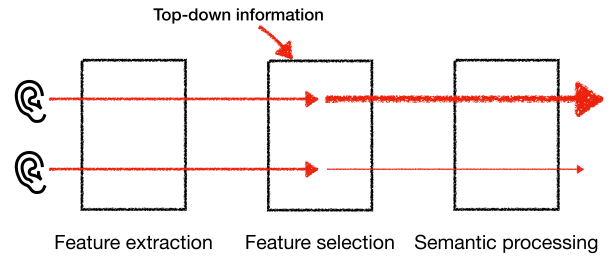 Top-down information
Feature extraction
Feature selection
Semantic processing